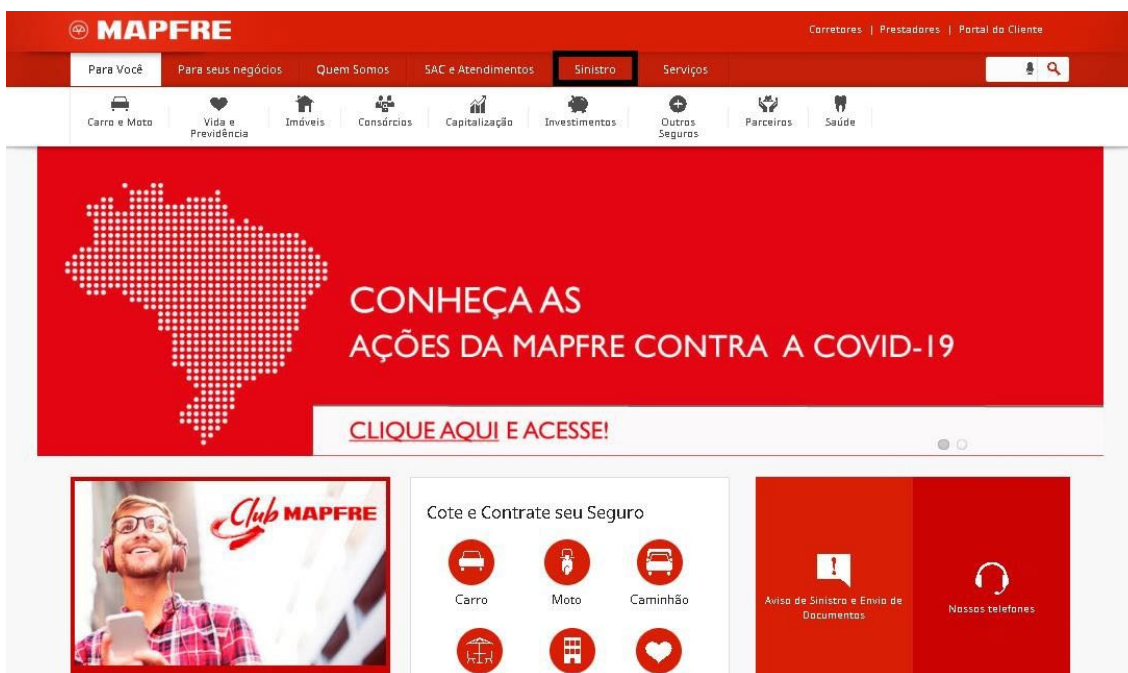 MAPFRE
Corretores | Prestadores | Portal do Cliente
Para Você Para seus negócios Quem Somos SAC e Atendimentos Sinistro Serviços
Carro e Moto Vida e Previdência Imóveis Consórcios Capitalização Investimentos Outros Seguros Parceiros Saúde
CONHEÇA AS
AÇÕES DA MAPFRE CONTRA A COVID-19
CLIQUE AQUI E ACESSE!
Club MAPFRE
Cote e Contrate seu Seguro
Carro Moto Caminhão
Aviso de Sinistro e Envio de
Documentos
Nossos telefones